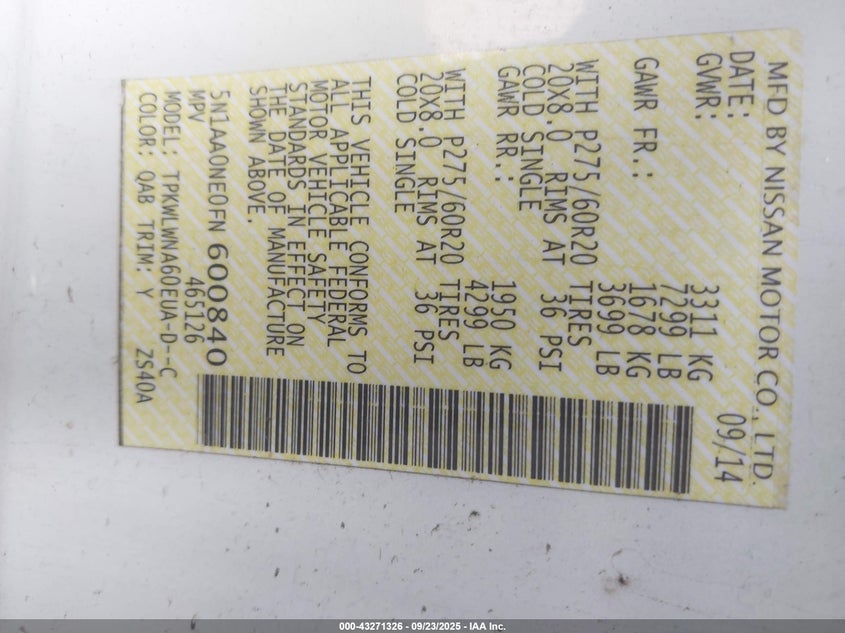 MFD BY NISSAN MOTOR CO., LTD.
DATE: 09/14
GVWR: 3311 KG
7299 LB
GAWR FR.: 1678 KG
3699 LB
WITH P275/60R20 TIRES
20X8.0 RIMS AT 36 PSI
COLD SINGLE
GAWR RR.: 1950 KG
4299 LB
WITH P275/60R20 TIRES
20X8.0 RIMS AT 36 PSI
COLD SINGLE
THIS VEHICLE CONFORMS TO
ALL APPLICABLE FEDERAL
MOTOR VEHICLE SAFETY
STANDARDS IN EFFECT ON
THE DATE OF MANUFACTURE
SHOWN ABOVE.
5N1AA0NE0FN600840
MPV 465126
MODEL: TPKWLWNA60EUA-D--C
COLOR: QAB TRIM: Y ZS40A
000-43271326 - 09/23/2025 - IAA Inc.